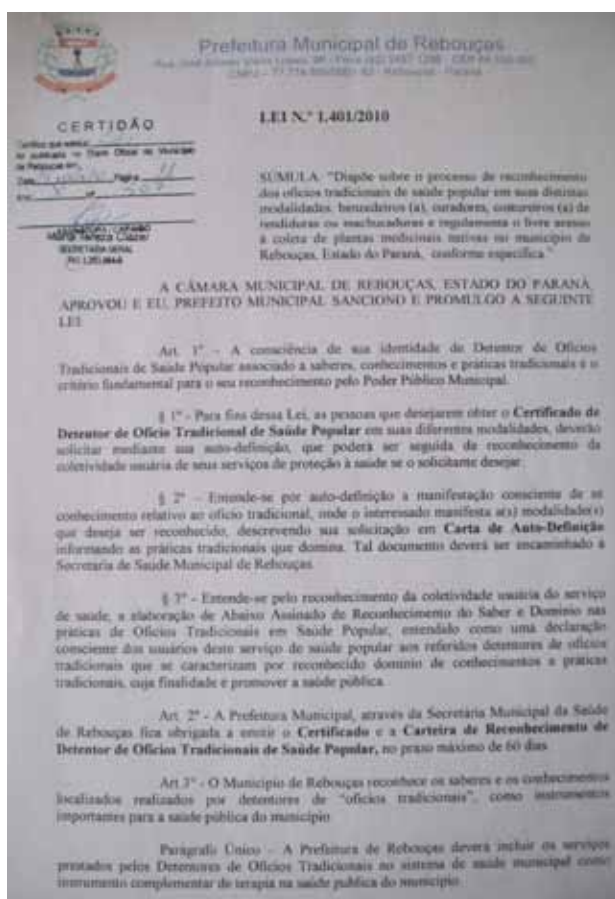 Prefeitura Municipal de Rebouças
CERTIDÃO
LEI N.º 1.401/2010
SÚMULA: "Dispõe sobre o processo de reconhecimento
dos ofícios tradicionais de saúde popular em suas distintas
modalidades: benzedeiros (a), curadores, costureiros (a) de
rendiduras ou machucaduras e regulamenta o livre acesso
à coleta de plantas medicinais nativas no município de
Rebouças, Estado do Paraná, conforme especifica."
SECRETÁRIA GERAL
A CÂMARA MUNICIPAL DE REBOUÇAS, ESTADO DO PARANÁ,
APROVOU E EU, PREFEITO MUNICIPAL SANCIONO E PROMULGO A SEGUINTE
LEI
Art. 1º - A consciência de sua identidade de Detentor de Ofícios
Tradicionais de Saúde Popular associado a saberes, conhecimentos e práticas tradicionais é o
critério fundamental para o seu reconhecimento pelo Poder Público Municipal.
§ 1º - Para fins dessa Lei, as pessoas que desejarem obter o Certificado de
Detentor de Ofício Tradicional de Saúde Popular em suas diferentes modalidades, deverão
solicitar mediante sua auto-definição, que poderá ser seguida de reconhecimento da
coletividade usuária de seus serviços de proteção à saúde se o solicitante desejar.
§ 2º - Entende-se por auto-definição a manifestação consciente de se
conhecimento relativo ao ofício tradicional, onde o interessado manifesta a(s) modalidade(s)
que deseja ser reconhecido, descrevendo sua solicitação em Carta de Auto-Definição
informando as práticas tradicionais que domina. Tal documento deverá ser encaminhado à
Secretaria de Saúde Municipal de Rebouças.
§ 3º - Entende-se pelo reconhecimento da coletividade usuária do serviço
de saúde, a elaboração de Abaixo Assinado de Reconhecimento do Saber e Domínio nas
práticas de Ofícios Tradicionais em Saúde Popular, entendido como uma declaração
consciente dos usuários deste serviço de saúde popular aos referidos detentores de ofícios
tradicionais que se caracterizam por reconhecido domínio de conhecimentos a práticas
tradicionais, cuja finalidade é promover a saúde pública.
Art. 2º - A Prefeitura Municipal, através da Secretaria Municipal da Saúde
de Rebouças fica obrigada a emitir o Certificado e a Carteira de Reconhecimento de
Detentor de Ofícios Tradicionais de Saúde Popular, no prazo máximo de 60 dias
Art 3º - O Município de Rebouças reconhece os saberes e os conhecimentos
localizados realizados por detentores de "ofícios tradicionais", como instrumentos
importantes para a saúde pública do município
Parágrafo Único - A Prefeitura de Rebouças deverá incluir os serviços
prestados pelos Detentores de Ofícios Tradicionais no sistema de saúde municipal como
instrumento complementar de terapia na saúde pública do município